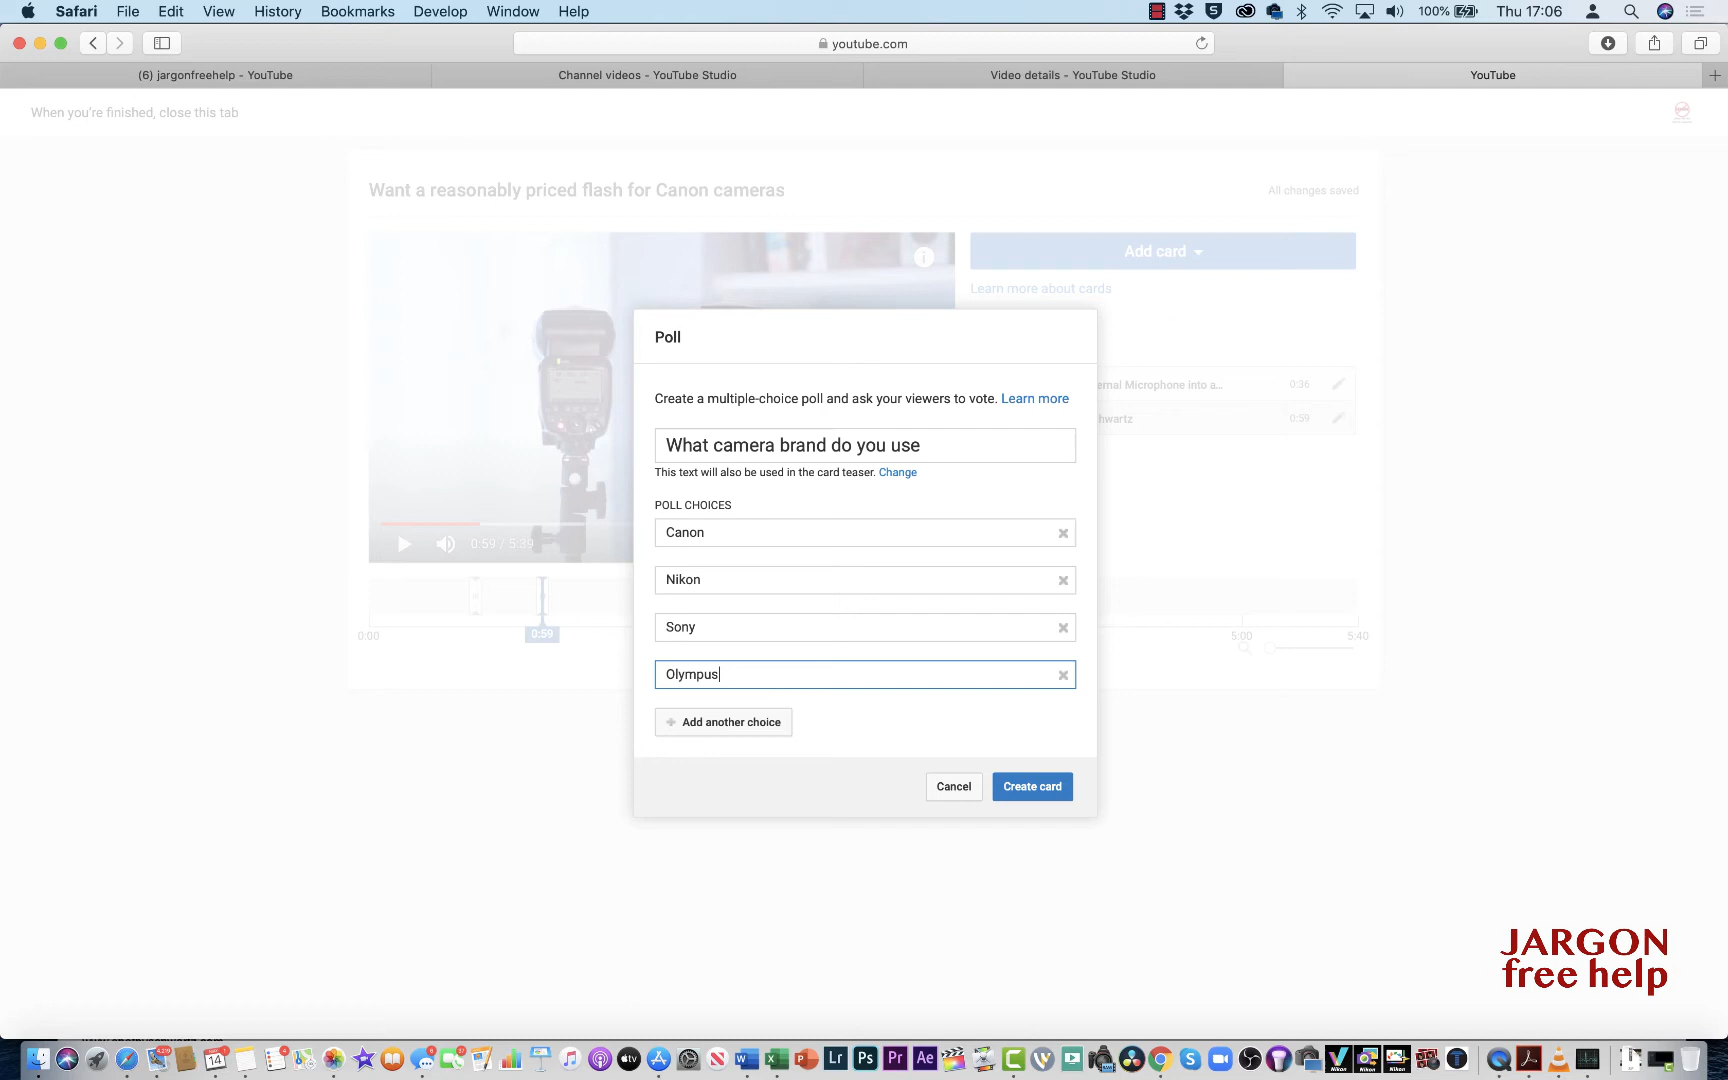 Safari File Edit View History Bookmarks Develop Window Help 100% Thu 17:06
youtube.com
(6) jargonfreehelp - YouTube Channel videos - YouTube Studio Video details - YouTube Studio YouTube
When you're finished, close this tab
Want a reasonably priced flash for Canon cameras All changes saved
Add card
Learn more about cards
Poll
Create a multiple-choice poll and ask your viewers to vote. Learn more
ernal Microphone into a... 0:36
hwartz 0:59
What camera brand do you use
This text will also be used in the card teaser. Change
POLL CHOICES
Canon
Nikon
Sony
Olympus
Add another choice
Cancel Create card
0:59 / 5:39
0:00 0:59 5:00 5:40
JARGON
free help